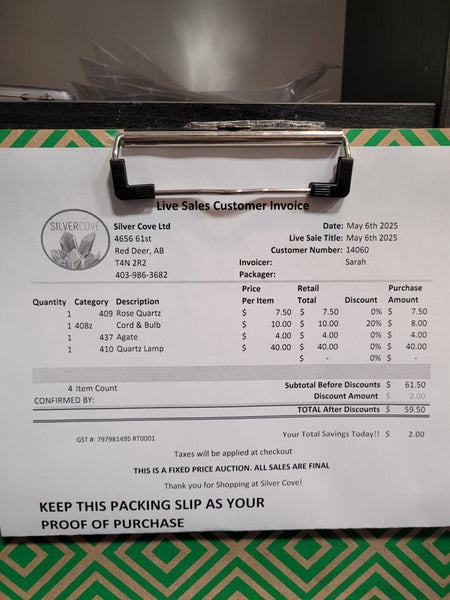 Live Sales Customer Invoice
SILVERCOVE
Silver Cove Ltd
4656 61st
Red Deer, AB
T4N 2R2
403-986-3682
Date: May 6th 2025
Live Sale Title: May 6th 2025
Customer Number: 14060
Invoicer: Sarah
Packager:
Quantity Category Description Price Per Item Retail Total Discount Purchase Amount
1 409 Rose Quartz $ 7.50 $ 7.50 0% $ 7.50
1 408z Cord & Bulb $ 10.00 $ 10.00 20% $ 8.00
1 437 Agate $ 4.00 $ 4.00 0% $ 4.00
1 410 Quartz Lamp $ 40.00 $ 40.00 0% $ 40.00
$ - 0% $ -
4 Item Count Subtotal Before Discounts $ 61.50
CONFIRMED BY: Discount Amount $ 2.00
TOTAL After Discounts $ 59.50
GST #: 797981495 RT0001 Your Total Savings Today!! $ 2.00
Taxes will be applied at checkout
THIS IS A FIXED PRICE AUCTION. ALL SALES ARE FINAL
Thank you for Shopping at Silver Cove!
KEEP THIS PACKING SLIP AS YOUR
PROOF OF PURCHASE